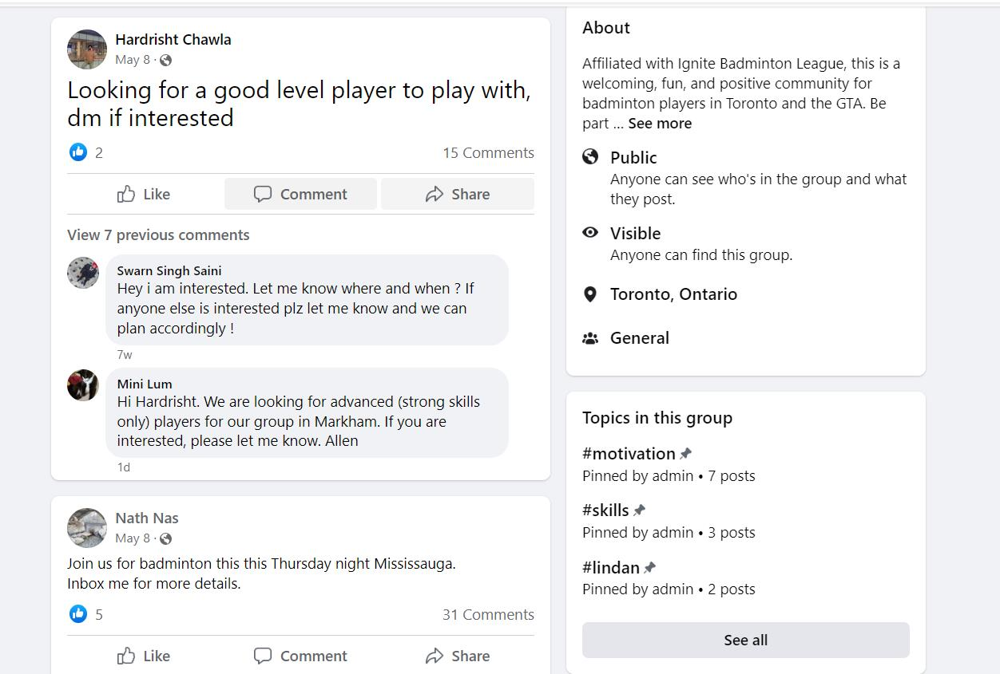 Hardrisht Chawla
May 8 ·
Looking for a good level player to play with,
dm if interested
2
15 Comments
Like
Comment
Share
View 7 previous comments
Swarn Singh Saini
Hey i am interested. Let me know where and when ? If
anyone else is interested plz let me know and we can
plan accordingly !
7w
Mini Lum
Hi Hardrisht. We are looking for advanced (strong skills
only) players for our group in Markham. If you are
interested, please let me know. Allen
1d
Nath Nas
May 8 ·
Join us for badminton this this Thursday night Mississauga.
Inbox me for more details.
5
31 Comments
Like
Comment
Share
About
Affiliated with Ignite Badminton League, this is a
welcoming, fun, and positive community for
badminton players in Toronto and the GTA. Be
part ... See more
Public
Anyone can see who's in the group and what
they post.
Visible
Anyone can find this group.
Toronto, Ontario
General
Topics in this group
#motivation
Pinned by admin • 7 posts
#skills
Pinned by admin • 3 posts
#lindan
Pinned by admin • 2 posts
See all